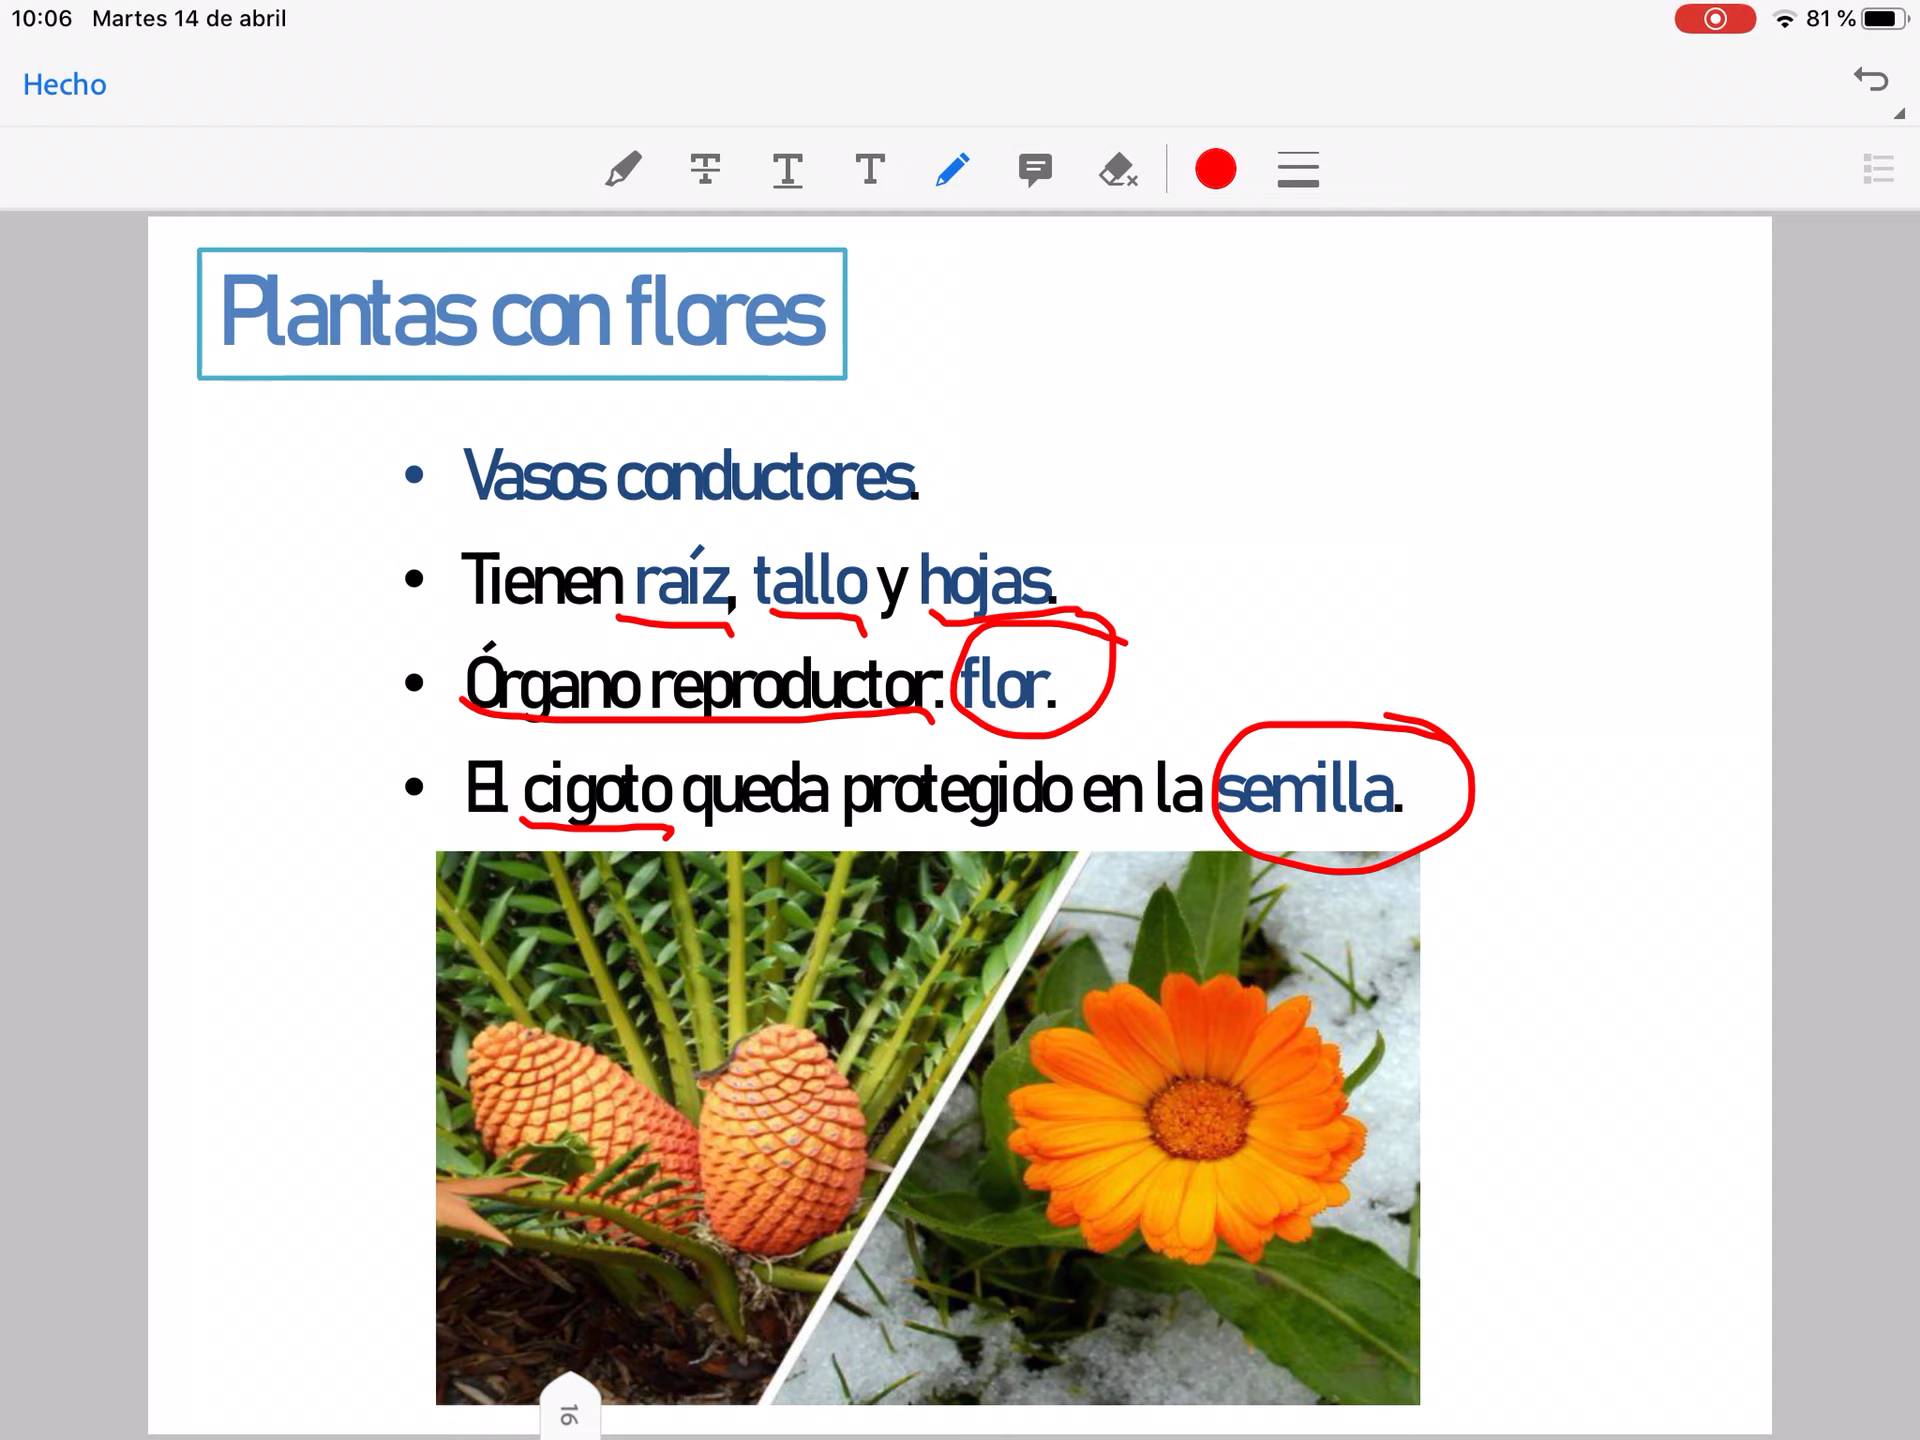 10:06 Martes 14 de abril 81 %
Hecho
T T T
Plantas con flores
• Vasos conductores.
• Tienen raíz, tallo y hojas.
• Órgano reproductor: flor.
• El cigoto queda protegido en la semilla.
16